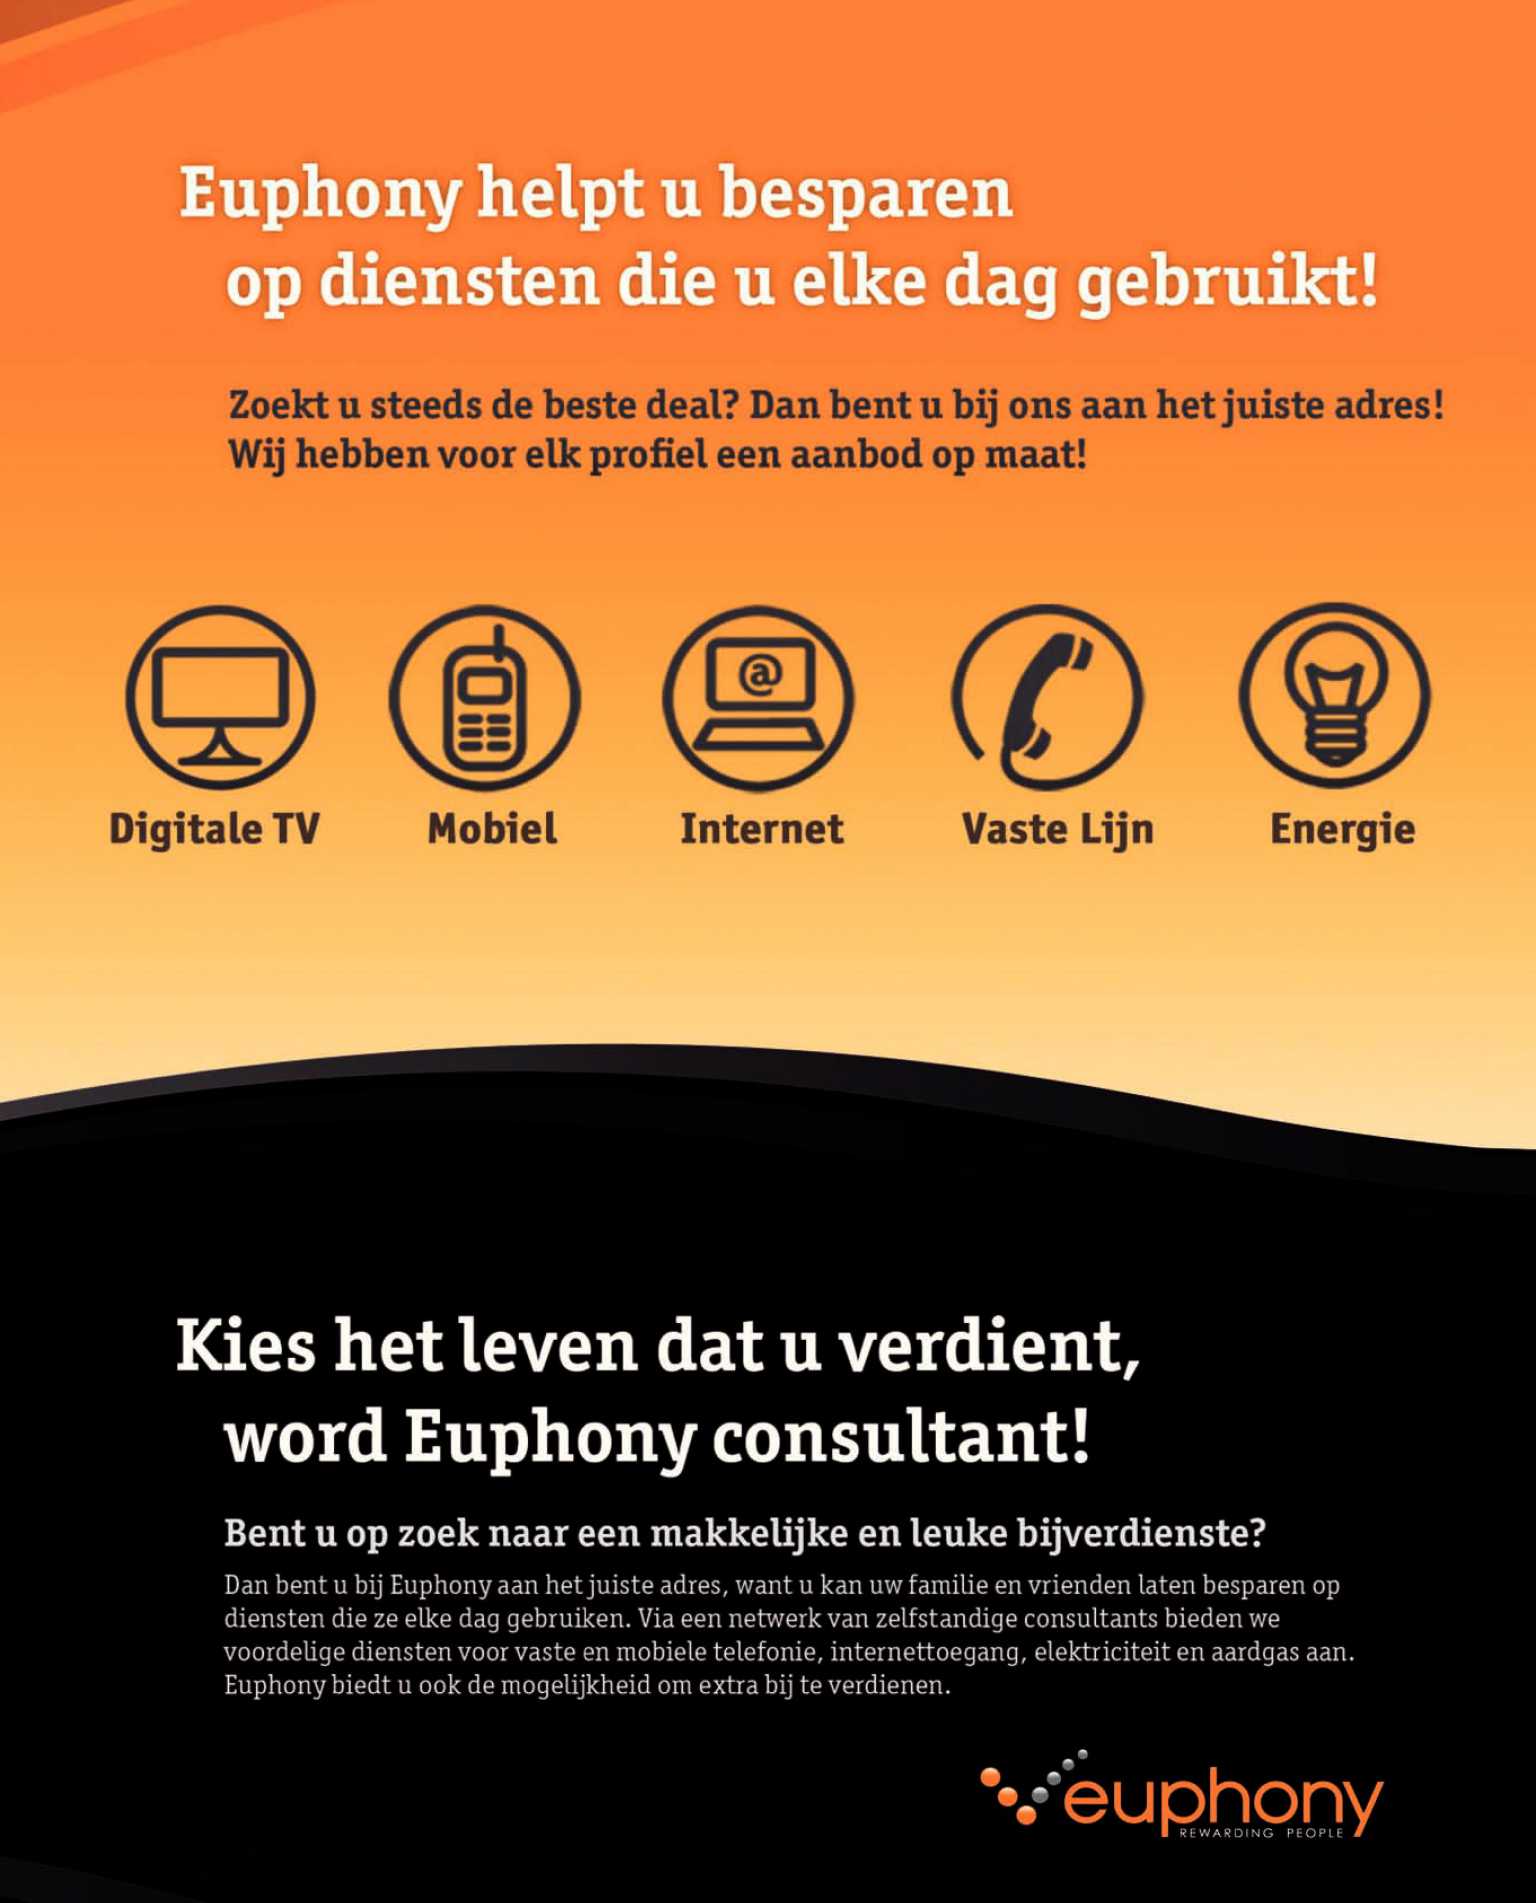 Euphony helpt u besparen
op diensten die u elke dag gebruikt!
Zoekt u steeds de beste deal? Dan bent u bij ons aan het juiste adres!
Wij hebben voor elk profiel een aanbod op maat!
@
Digitale TV Mobiel Internet Vaste Lijn Energie
Kies het leven dat u verdient,
word Euphony consultant!
Bent u op zoek naar een makkelijke en leuke bijverdienste?
Dan bent u bij Euphony aan het juiste adres, want u kan uw familie en vrienden laten besparen op
diensten die ze elke dag gebruiken. Via een netwerk van zelfstandige consultants bieden we
voordelige diensten voor vaste en mobiele telefonie, internettoegang, elektriciteit en aardgas aan.
Euphony biedt u ook de mogelijkheid om extra bij te verdienen.
euphony
REWARDING PEOPLE